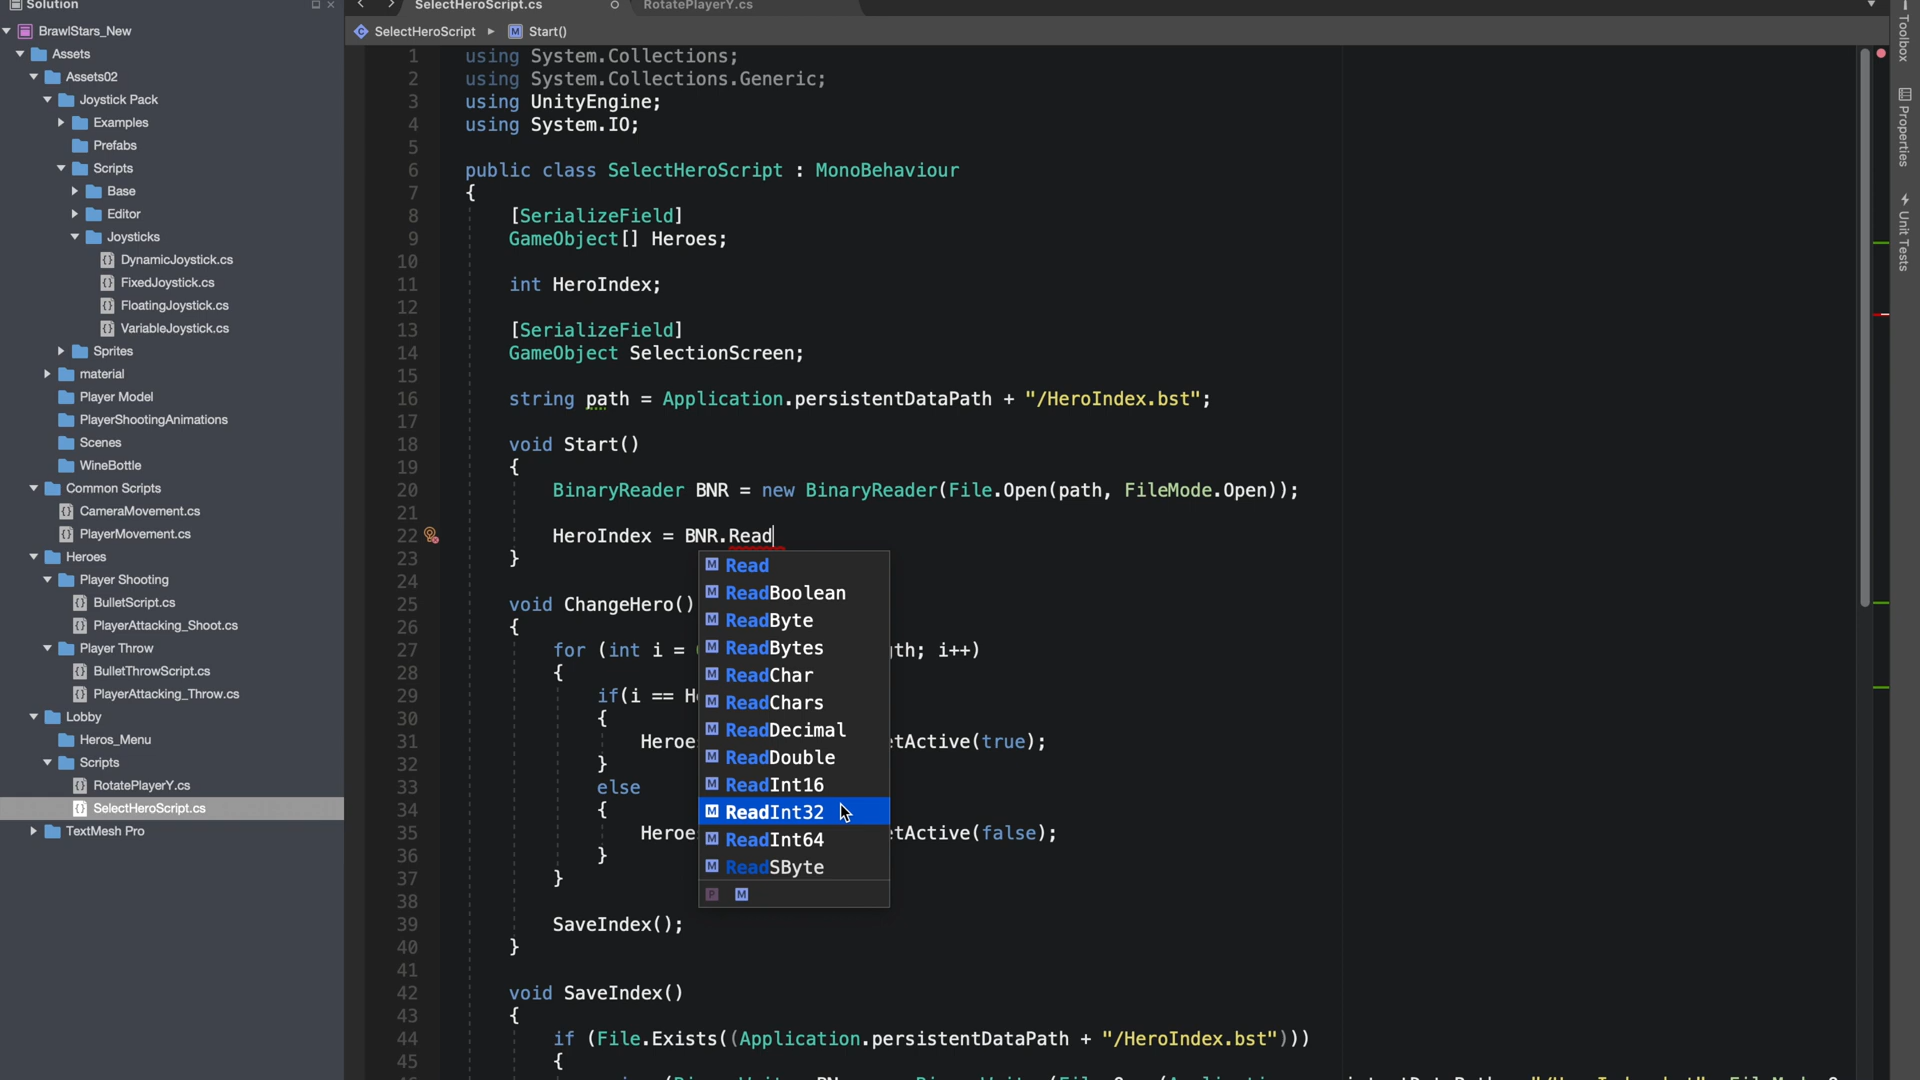 Solution
BrawlStars_New
Assets
Assets02
Joystick Pack
Examples
Prefabs
Scripts
Base
Editor
Joysticks
DynamicJoystick.cs
FixedJoystick.cs
FloatingJoystick.cs
VariableJoystick.cs
Sprites
material
Player Model
PlayerShootingAnimations
Scenes
WineBottle
Common Scripts
CameraMovement.cs
PlayerMovement.cs
Heroes
Player Shooting
BulletScript.cs
PlayerAttacking_Shoot.cs
Player Throw
BulletThrowScript.cs
PlayerAttacking_Throw.cs
Lobby
Heros_Menu
Scripts
RotatePlayerY.cs
SelectHeroScript.cs
TextMesh Pro
SelectHeroScript.cs
RotatePlayerY.cs
SelectHeroScript
M Start()
1 using System.Collections;
2 using System.Collections.Generic;
3 using UnityEngine;
4 using System.IO;
5
6 public class SelectHeroScript : MonoBehaviour
7 {
8 [SerializeField]
9 GameObject[] Heroes;
10
11 int HeroIndex;
12
13 [SerializeField]
14 GameObject SelectionScreen;
15
16 string path = Application.persistentDataPath + "/HeroIndex.bst";
17
18 void Start()
19 {
20 BinaryReader BNR = new BinaryReader(File.Open(path, FileMode.Open));
21
22 HeroIndex = BNR.Read
23 }
24
25 void ChangeHero()
26 {
27 for (int i =
th; i++)
28 {
29 if(i == H
30 {
31 Heroe
tActive(true);
32 }
33 else
34 {
35 Heroe
tActive(false);
36 }
37 }
38
39 SaveIndex();
40 }
41
42 void SaveIndex()
43 {
44 if (File.Exists((Application.persistentDataPath + "/HeroIndex.bst")))
45 {
M Read
M ReadBoolean
M ReadByte
M ReadBytes
M ReadChar
M ReadChars
M ReadDecimal
M ReadDouble
M ReadInt16
M ReadInt32
M ReadInt64
M ReadSByte
P M
Toolbox
Properties
Unit Tests